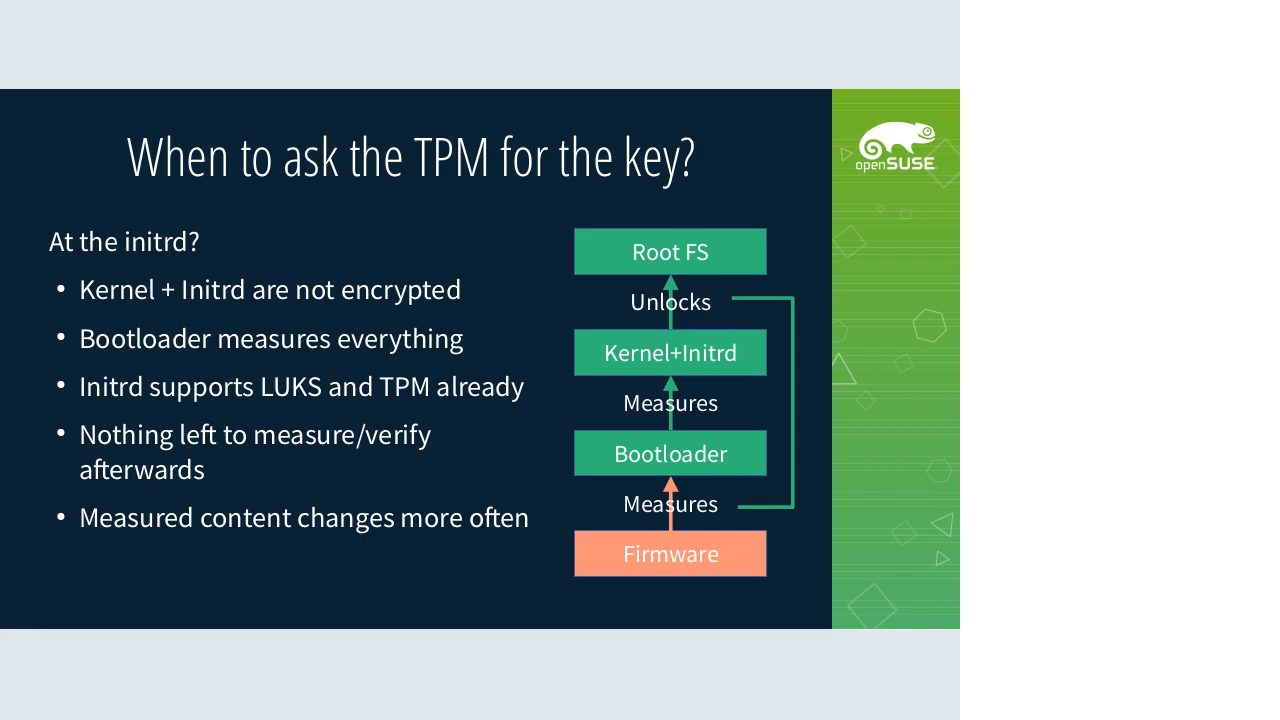 When to ask the TPM for the key?
openSUSE
At the initrd?
• Kernel + Initrd are not encrypted
• Bootloader measures everything
• Initrd supports LUKS and TPM already
• Nothing left to measure/verify
afterwards
• Measured content changes more often
Root FS
Unlocks
Kernel+Initrd
Measures
Bootloader
Measures
Firmware